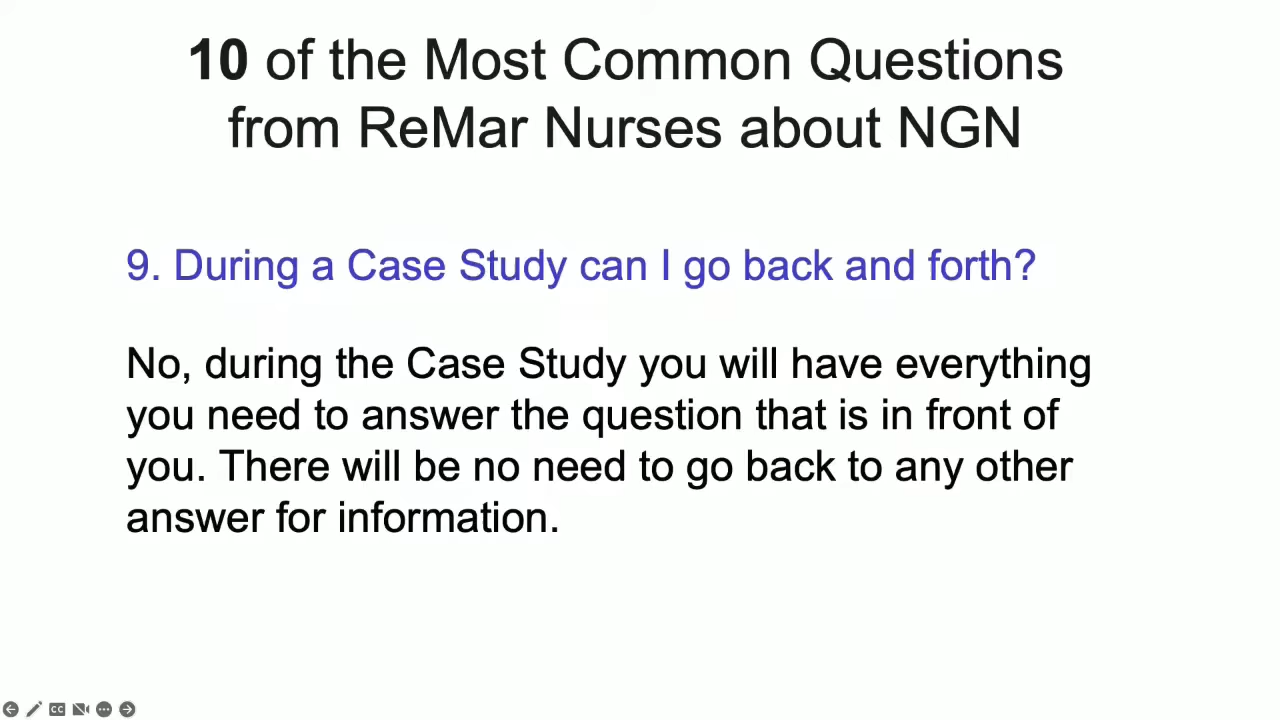 10 of the Most Common Questions
from ReMar Nurses about NGN
9. During a Case Study can I go back and forth?
No, during the Case Study you will have everything
you need to answer the question that is in front of
you. There will be no need to go back to any other
answer for information.
CC